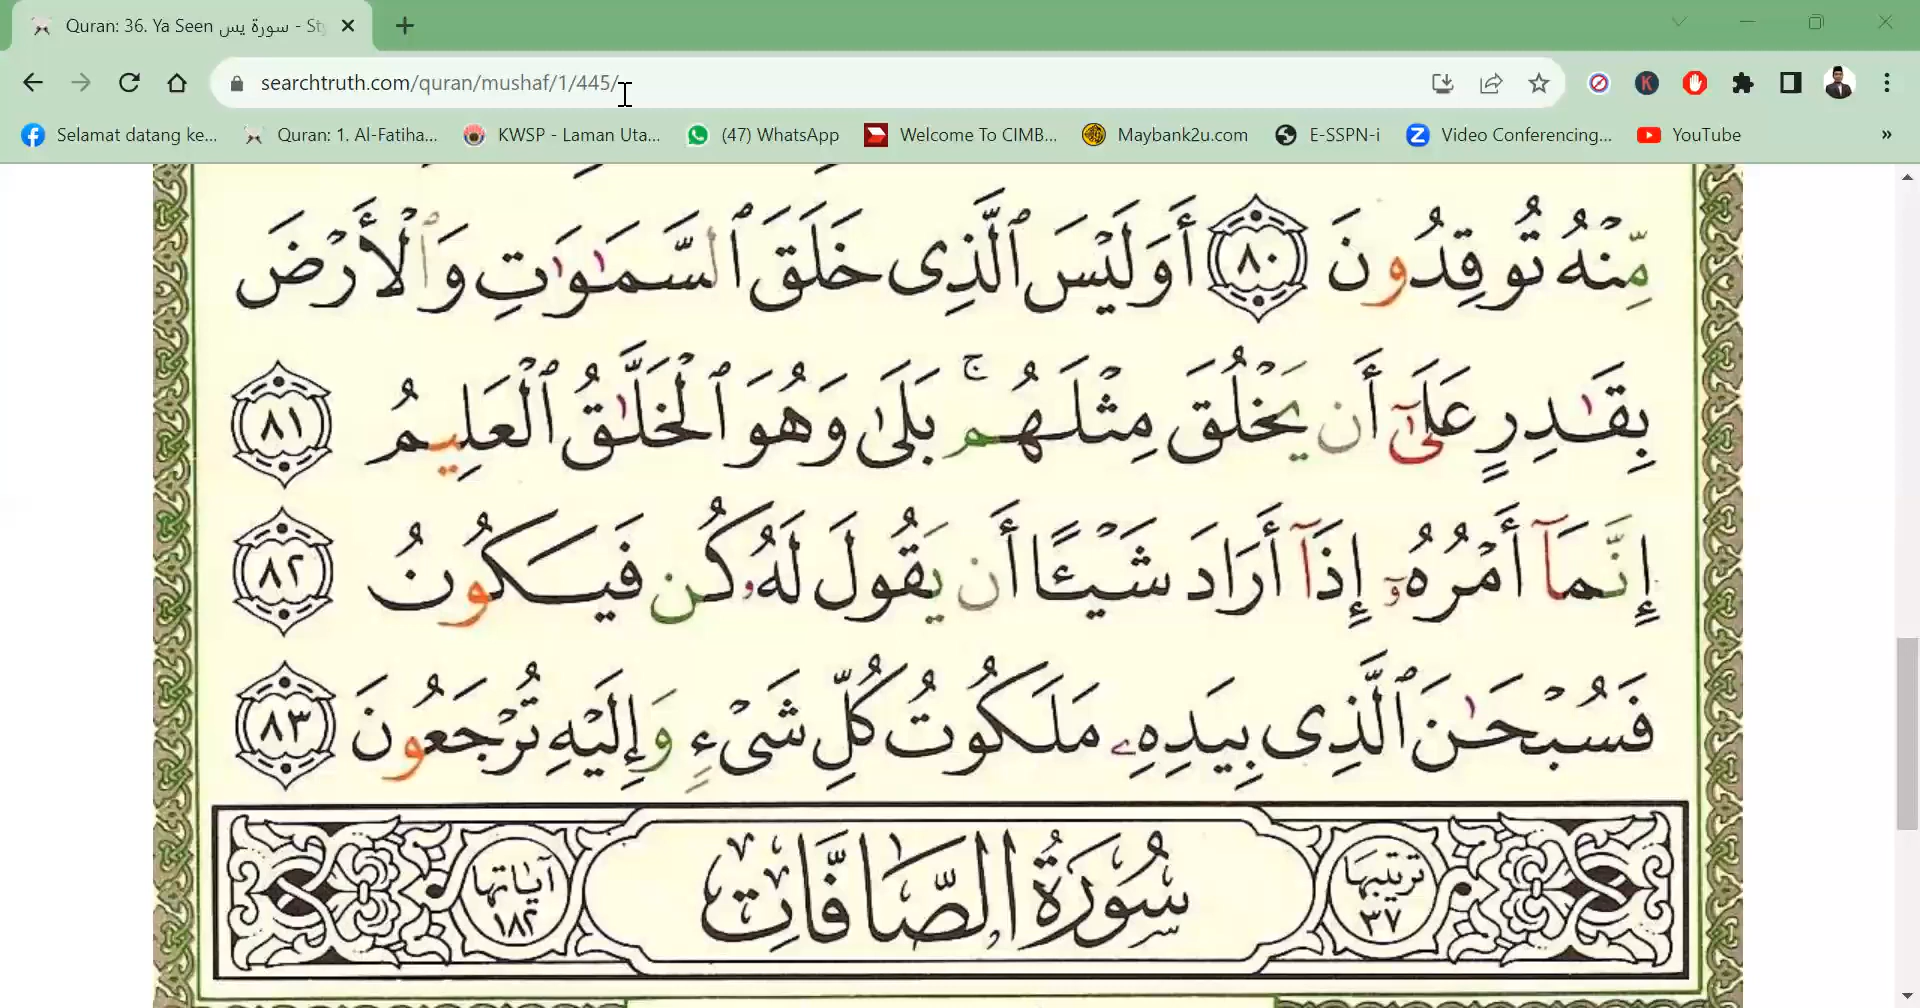 Quran: 36. Ya Seen سورة يس - St
searchtruth.com/quran/mushaf/1/445/
Selamat datang ke...
Quran: 1. Al-Fatiha...
KWSP - Laman Uta...
(47) WhatsApp
Welcome To CIMB...
Maybank2u.com
E-SSPN-i
Video Conferencing...
YouTube
»
مِّنْهُ تُوقِدُونَ ٨٠ أَوَلَيْسَ ٱلَّذِى خَلَقَ ٱلسَّمَـٰوَٰتِ وَٱلْأَرْضَ
بِقَـٰدِرٍ عَلَىٰٓ أَن يَخْلُقَ مِثْلَهُم ۚ بَلَىٰ وَهُوَ ٱلْخَلَّـٰقُ ٱلْعَلِيمُ ٨١
إِنَّمَآ أَمْرُهُۥٓ إِذَآ أَرَادَ شَيْـًٔا أَن يَقُولَ لَهُۥ كُن فَيَكُونُ ٨٢
فَسُبْحَـٰنَ ٱلَّذِى بِيَدِهِۦ مَلَكُوتُ كُلِّ شَىْءٍ وَإِلَيْهِ تُرْجَعُونَ ٨٣
ترتيبها ٣٧ سُورَةُ الصَّافَّاتِ آياتها ١٨٢